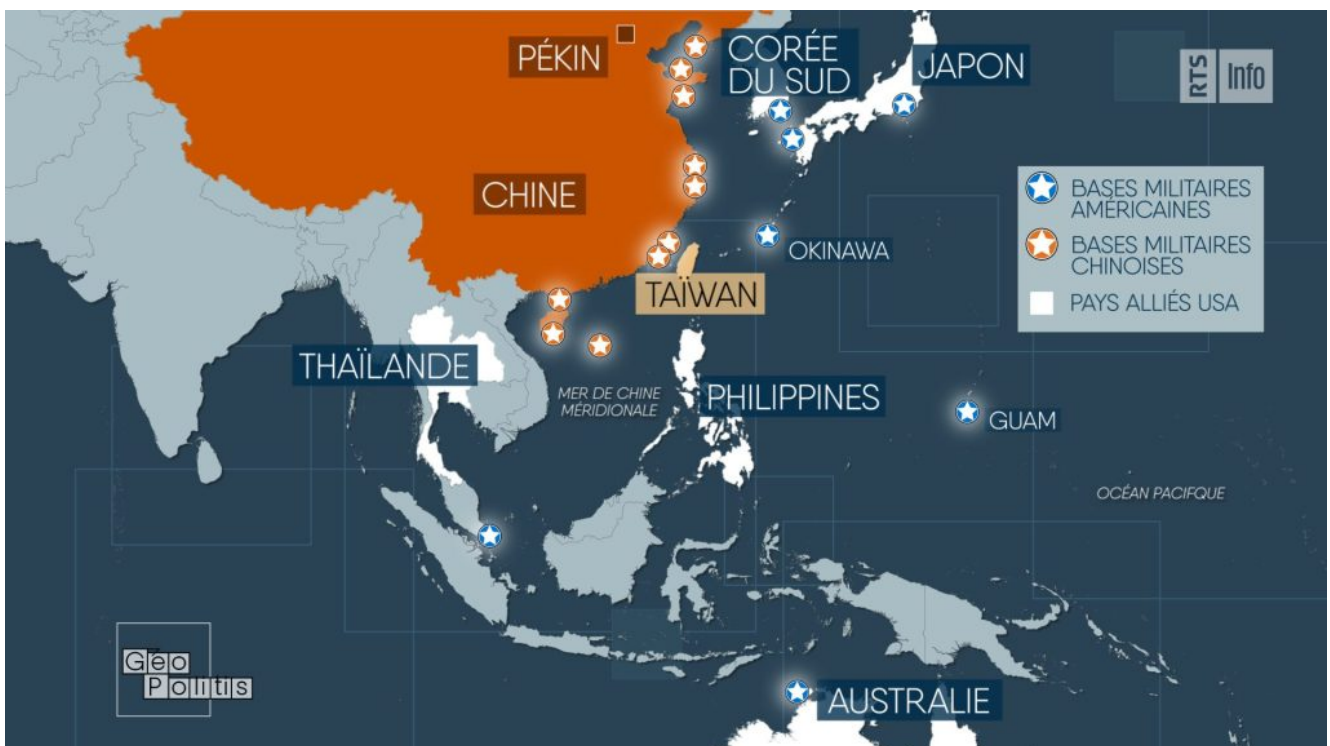 PÉKIN
CORÉE
DU SUD
JAPON
RTS
Info
CHINE
BASES MILITAIRES
AMÉRICAINES
BASES MILITAIRES
CHINOISES
PAYS ALLIÉS USA
OKINAWA
TAÏWAN
THAÏLANDE
MER DE CHINE
MÉRIDIONALE
PHILIPPINES
GUAM
OCÉAN PACIFQUE
Géo
Politis
AUSTRALIE